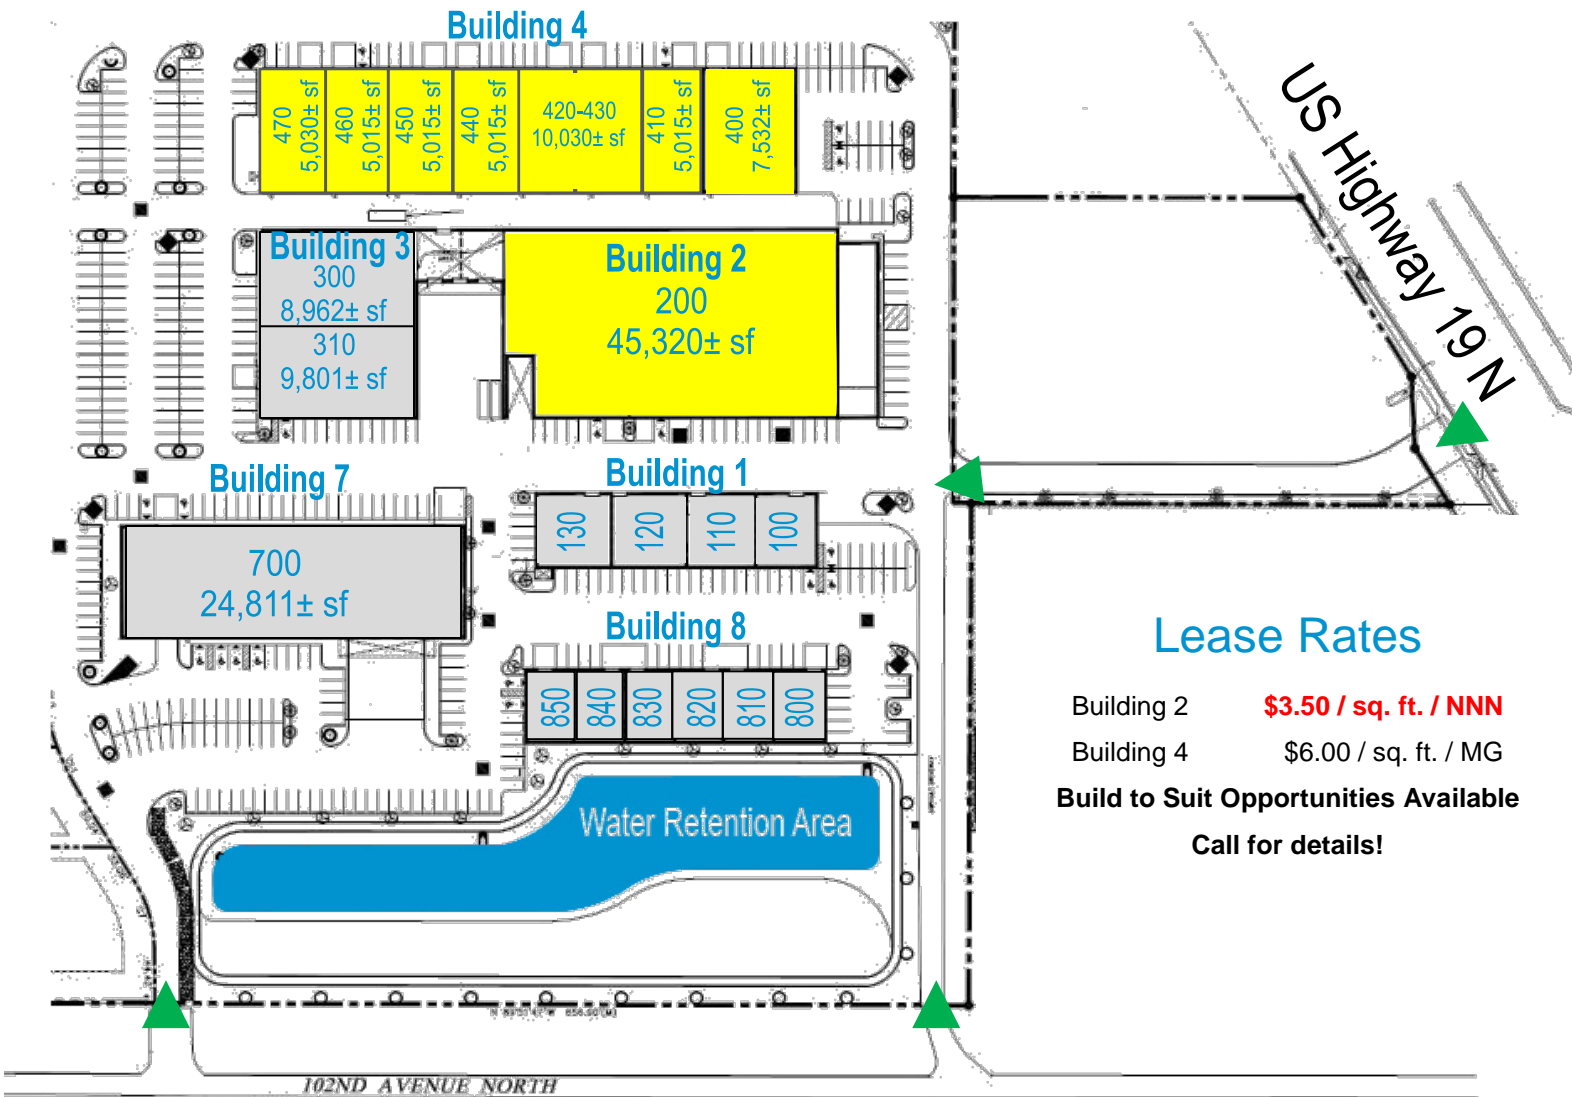 Building 4
470
5,030± sf
460
5,015± sf
450
5,015± sf
440
5,015± sf
420-430
10,030± sf
410
5,015± sf
400
7,532± sf
US Highway 19 N
Building 3
300
8,962± sf
310
9,801± sf
Building 2
200
45,320± sf
Building 7
700
24,811± sf
Building 1
130
120
110
100
Building 8
850
840
830
820
810
800
Water Retention Area
Lease Rates
Building 2 $3.50 / sq. ft. / NNN
Building 4 $6.00 / sq. ft. / MG
Build to Suit Opportunities Available
Call for details!
102ND AVENUE NORTH